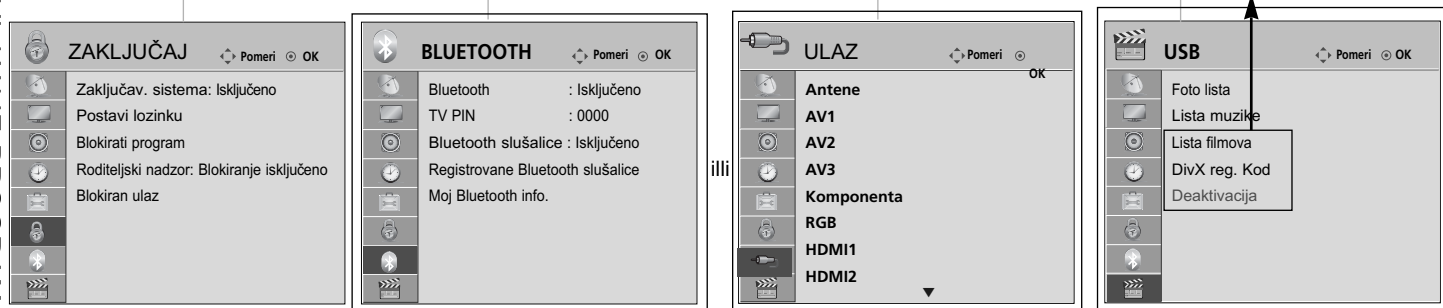 ZAKLJUČAJ Pomeri OK
Zaključav. sistema: Isključeno
Postavi lozinku
Blokirati program
Roditeljski nadzor: Blokiranje isključeno
Blokiran ulaz
BLUETOOTH Pomeri OK
Bluetooth : Isključeno
TV PIN : 0000
Bluetooth slušalice : Isključeno
Registrovane Bluetooth slušalice
Moj Bluetooth info.
illi
ULAZ Pomeri
OK
Antene
AV1
AV2
AV3
Komponenta
RGB
HDMI1
HDMI2
USB Pomeri OK
Foto lista
Lista muzike
Lista filmova
DivX reg. Kod
Deaktivacija